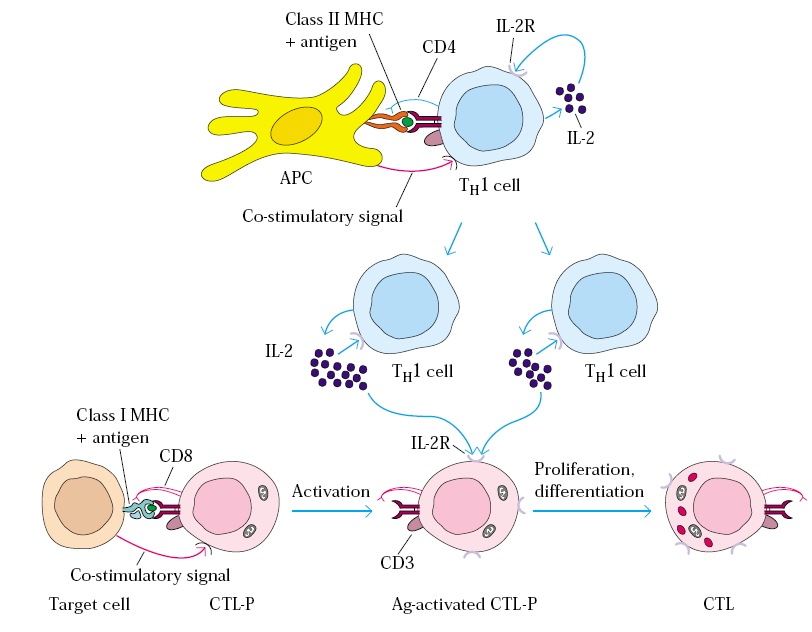 Class II MHC
+ antigen
CD4
IL-2R
IL-2
APC
TH1 cell
Co-stimulatory signal
IL-2
TH1 cell
TH1 cell
Class I MHC
+ antigen
CD8
IL-2R
Activation
Proliferation,
differentiation
CD3
Co-stimulatory signal
Target cell
CTL-P
Ag-activated CTL-P
CTL